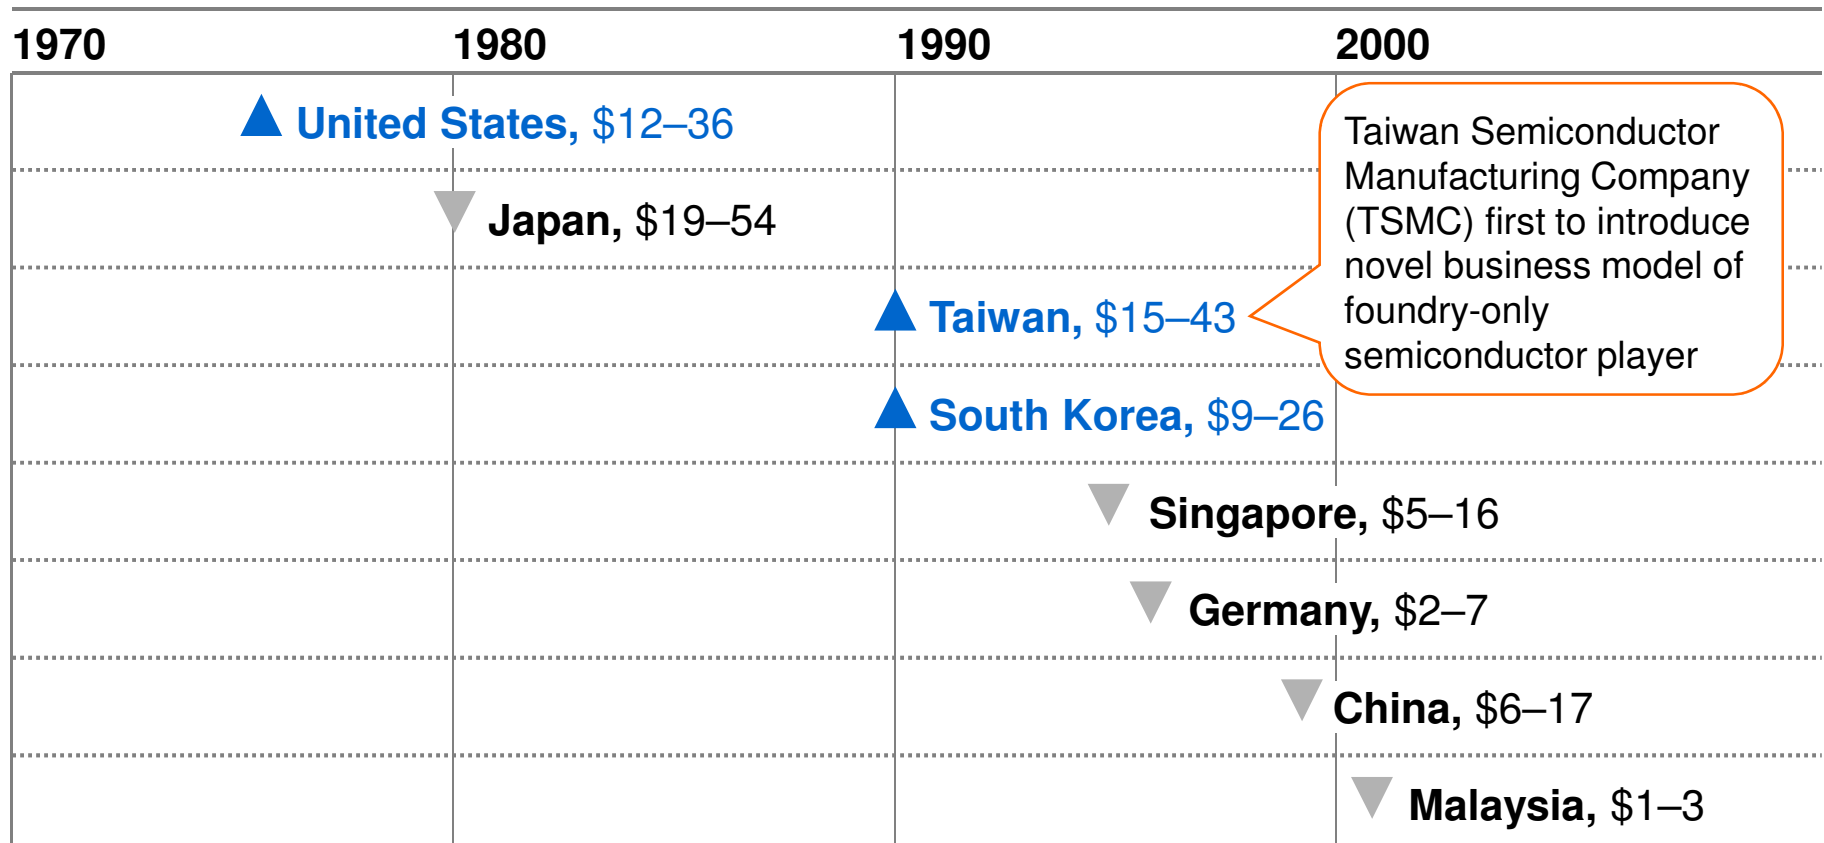 1970 1980 1990 2000
United States, $12–36
Japan, $19–54
Taiwan, $15–43
South Korea, $9–26
Singapore, $5–16
Germany, $2–7
China, $6–17
Malaysia, $1–3
Taiwan Semiconductor
Manufacturing Company
(TSMC) first to introduce
novel business model of
foundry-only
semiconductor player